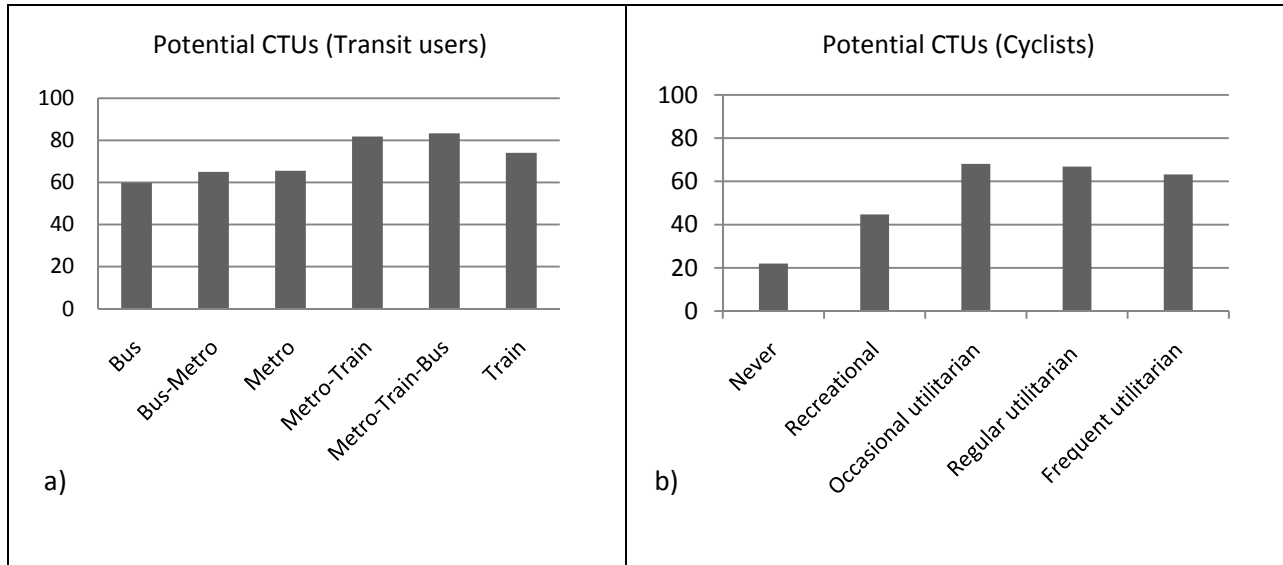 Potential CTUs (Transit users)
100
80
60
40
20
0
Bus
Bus-Metro
Metro
Metro-Train
Metro-Train-Bus
Train
a)
Potential CTUs (Cyclists)
100
80
60
40
20
0
Never
Recreational
Occasional utilitarian
Regular utilitarian
Frequent utilitarian
b)